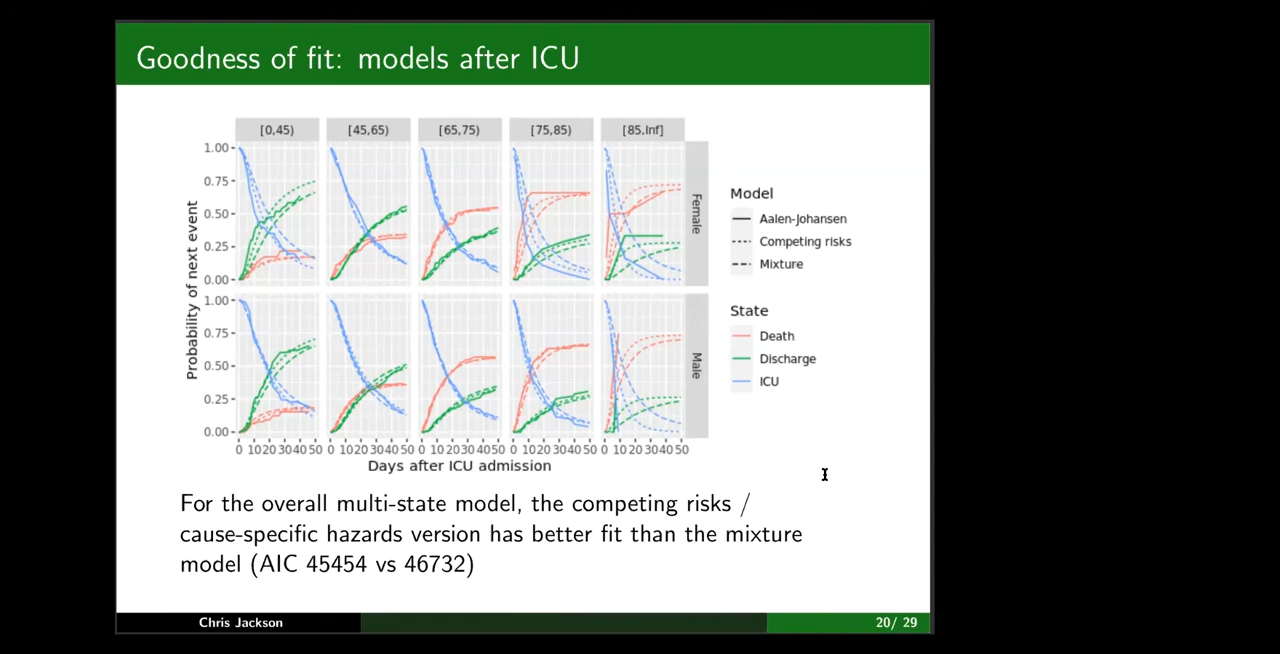 Goodness of fit: models after ICU
[0,45) [45,65) [65,75) [75,85) [85,Inf]
1.00
0.75
0.50
0.25
0.00
Female
1.00
0.75
0.50
0.25
0.00
Male
Probability of next event
0 10 20 30 40 50 0 10 20 30 40 50 0 10 20 30 40 50 0 10 20 30 40 50 0 10 20 30 40 50
Days after ICU admission
Model
Aalen-Johansen
Competing risks
Mixture
State
Death
Discharge
ICU
For the overall multi-state model, the competing risks /
cause-specific hazards version has better fit than the mixture
model (AIC 45454 vs 46732)
Chris Jackson
20/ 29